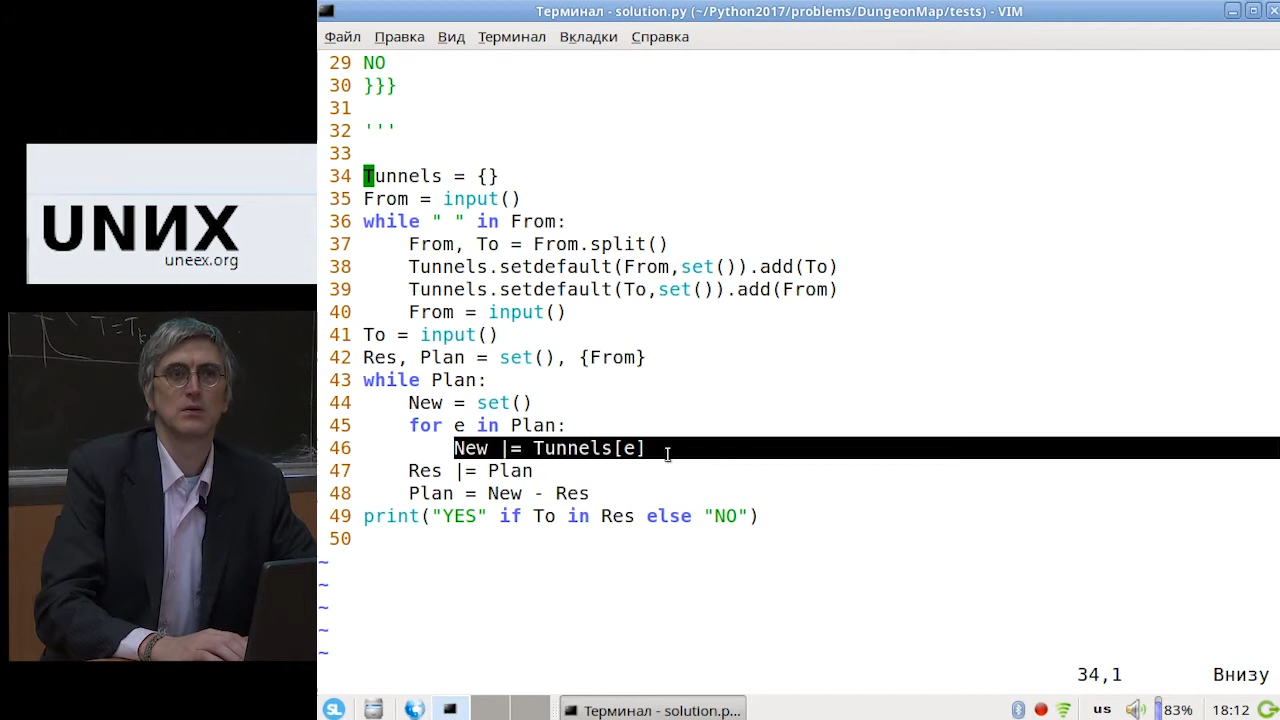 Терминал - solution.py (~/Python2017/problems/DungeonMap/tests) - VIM
Файл Правка Вид Терминал Вкладки Справка
29 NO
30 }}}
31
32 '''
33
34 Tunnels = {}
35 From = input()
36 while " " in From:
37     From, To = From.split()
38     Tunnels.setdefault(From,set()).add(To)
39     Tunnels.setdefault(To,set()).add(From)
40     From = input()
41 To = input()
42 Res, Plan = set(), {From}
43 while Plan:
44     New = set()
45     for e in Plan:
46         New |= Tunnels[e]
47     Res |= Plan
48     Plan = New - Res
49 print("YES" if To in Res else "NO")
50
~
~
~
~
~
34,1 Внизу
SL Терминал - solution.p... us 83% 18:12
UNИX
uneex.org